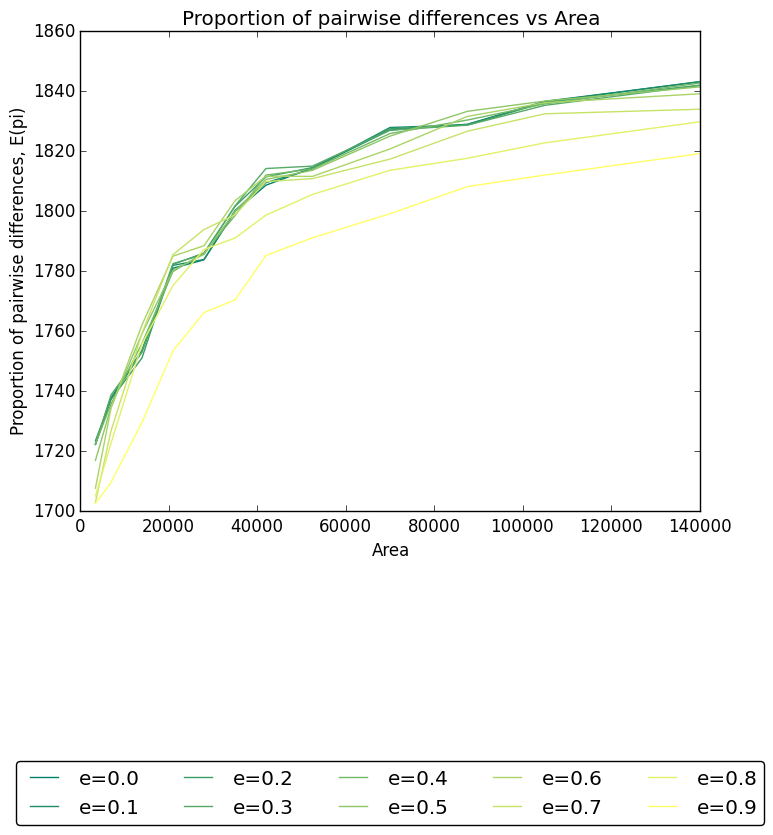 Proportion of pairwise differences vs Area
Proportion of pairwise differences, E(pi)
1860
1840
1820
1800
1780
1760
1740
1720
1700
0 20000 40000 60000 80000 100000 120000 140000
Area
e=0.0 e=0.2 e=0.4 e=0.6 e=0.8
e=0.1 e=0.3 e=0.5 e=0.7 e=0.9